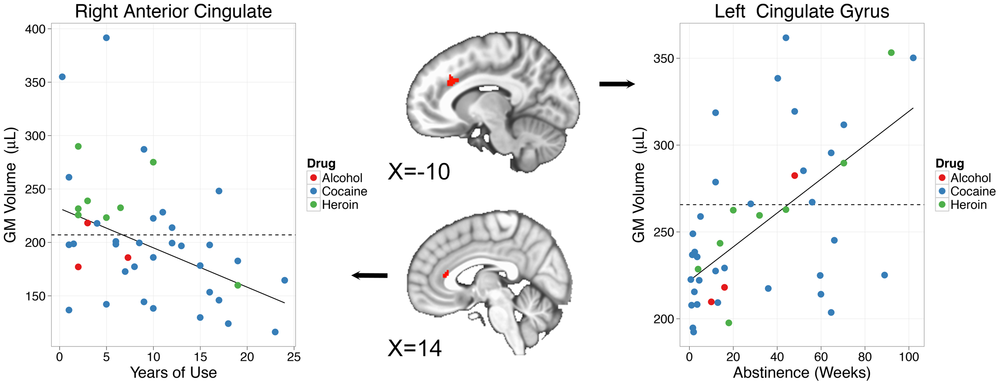 Right Anterior Cingulate
400
350
300
250
200
150
GM Volume (μL)
0 5 10 15 20 25
Years of Use
Drug
Alcohol
Cocaine
Heroin
X=-10
X=14
Left Cingulate Gyrus
350
300
250
200
GM Volume (μL)
0 20 40 60 80 100
Abstinence (Weeks)
Drug
Alcohol
Cocaine
Heroin